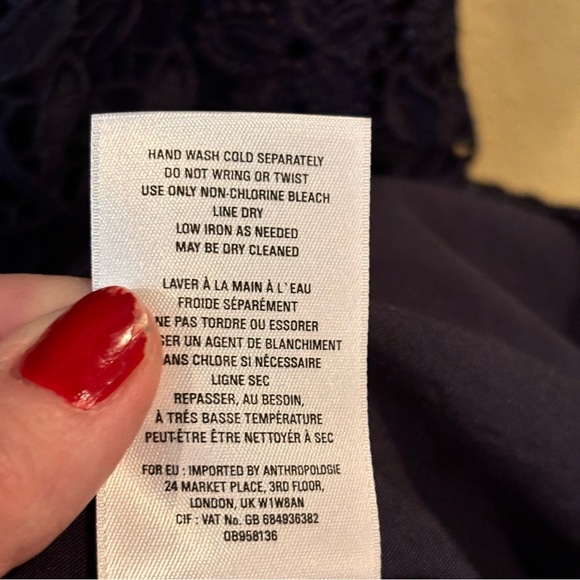 HAND WASH COLD SEPARATELY
DO NOT WRING OR TWIST
USE ONLY NON-CHLORINE BLEACH
LINE DRY
LOW IRON AS NEEDED
MAY BE DRY CLEANED
LAVER À LA MAIN À L'EAU
FROIDE SÉPARÉMENT
NE PAS TORDRE OU ESSORER
UN AGENT DE BLANCHIMENT
CHLORE SI NÉCESSAIRE
LIGNE SEC
REPASSER, AU BESOIN,
À TRÉS BASSE TEMPÉRATURE
PEUT-ÊTRE ÊTRE NETTOYÉR À SEC
FOR EU : IMPORTED BY ANTHROPOLOGIE
24 MARKET PLACE, 3RD FLOOR,
LONDON, UK W1W8AN
CIF : VAT No. GB 684936382
OB958136